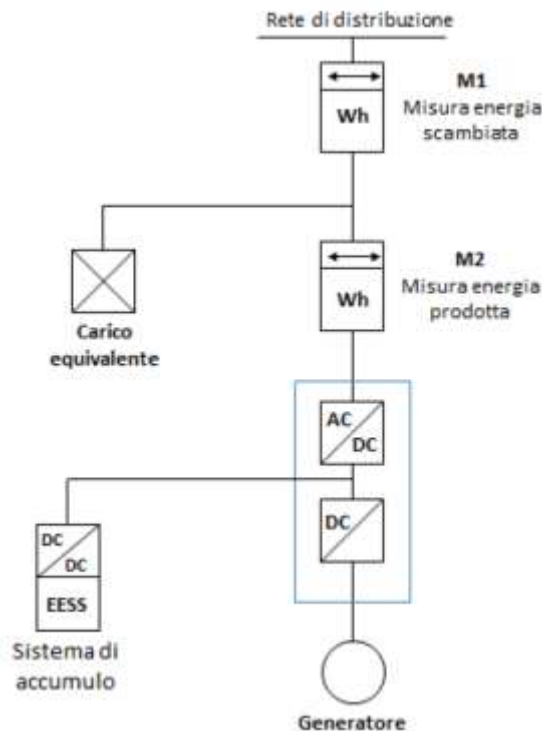 Rete di distribuzione
M1
Misura energia
scambiata
Wh
M2
Misura energia
prodotta
Wh
Carico
equivalente
AC
DC
DC
DC
DC
EESS
Sistema di
accumulo
Generatore